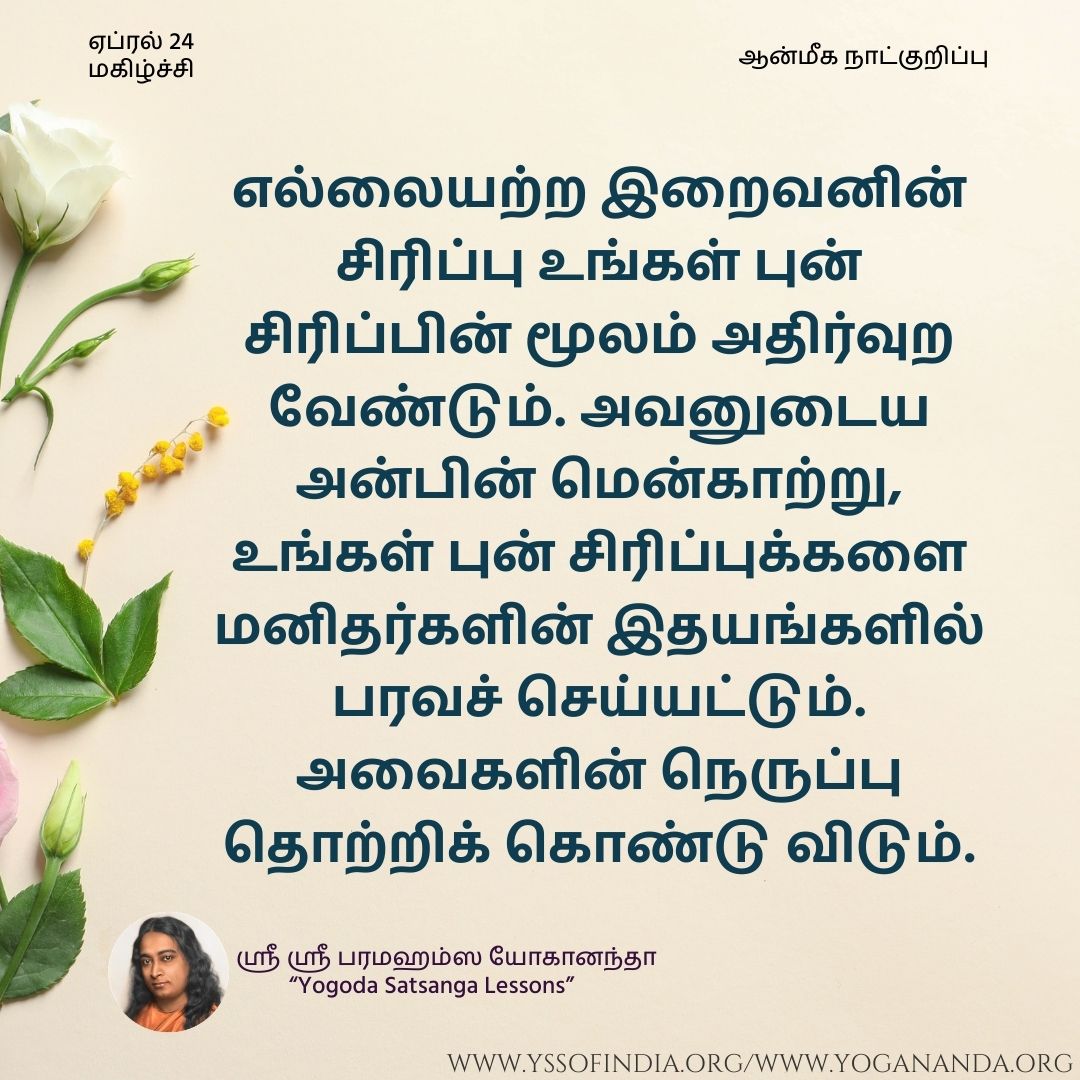 ஏப்ரல் 24
மகிழ்ச்சி
ஆன்மீக நாட்குறிப்பு
எல்லையற்ற இறைவனின்
சிரிப்பு உங்கள் புன்
சிரிப்பின் மூலம் அதிர்வுற
வேண்டும். அவனுடைய
அன்பின் மென்காற்று,
உங்கள் புன் சிரிப்புக்களை
மனிதர்களின் இதயங்களில்
பரவச் செய்யட்டும்.
அவைகளின் நெருப்பு
தொற்றிக் கொண்டு விடும்.
ஸ்ரீ ஸ்ரீ பரமஹம்ஸ யோகானந்தா
“Yogoda Satsanga Lessons”
WWW.YSSOFINDIA.ORG/WWW.YOGANANDA.ORG